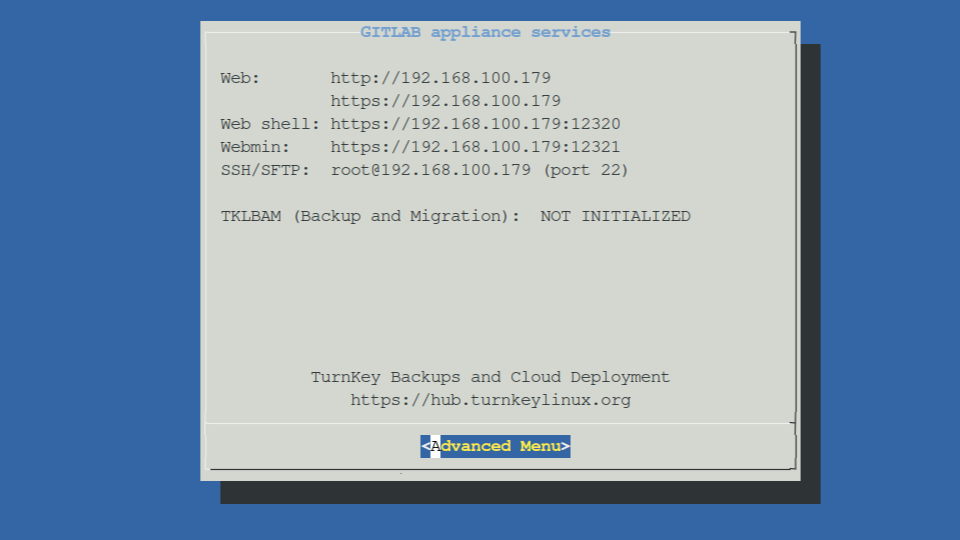 GITLAB appliance services
Web: http://192.168.100.179
https://192.168.100.179
Web shell: https://192.168.100.179:12320
Webmin: https://192.168.100.179:12321
SSH/SFTP: root@192.168.100.179 (port 22)
TKLBAM (Backup and Migration): NOT INITIALIZED
TurnKey Backups and Cloud Deployment
https://hub.turnkeylinux.org
<Advanced Menu>